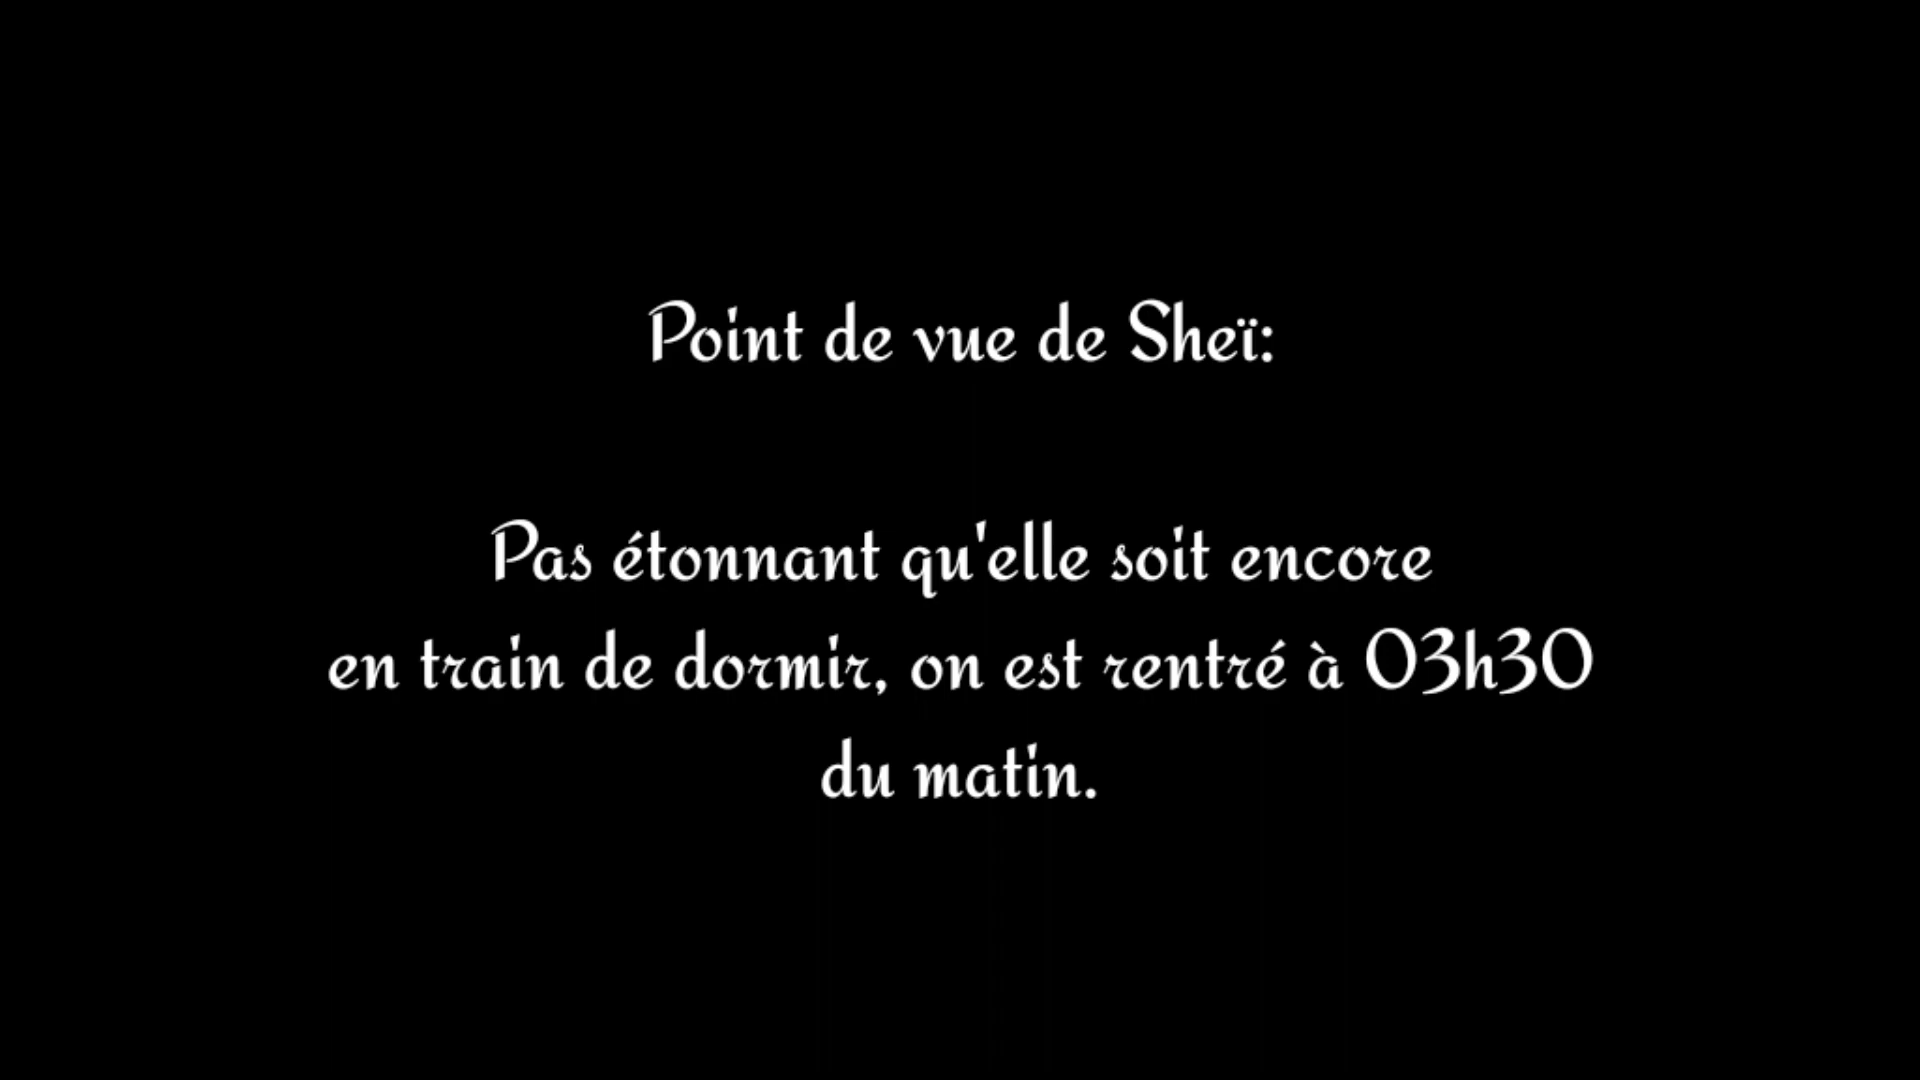 Point de vue de Sheï:
Pas étonnant qu'elle soit encore
en train de dormir, on est rentré à 03h30
du matin.